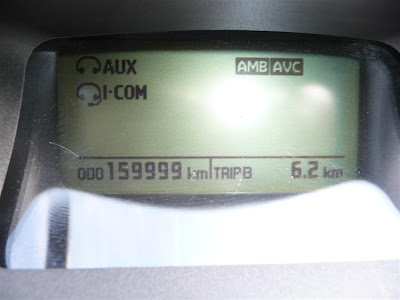 AUX AMB AVC
I-COM
ODO 159999 km TRIP B 6.2 km